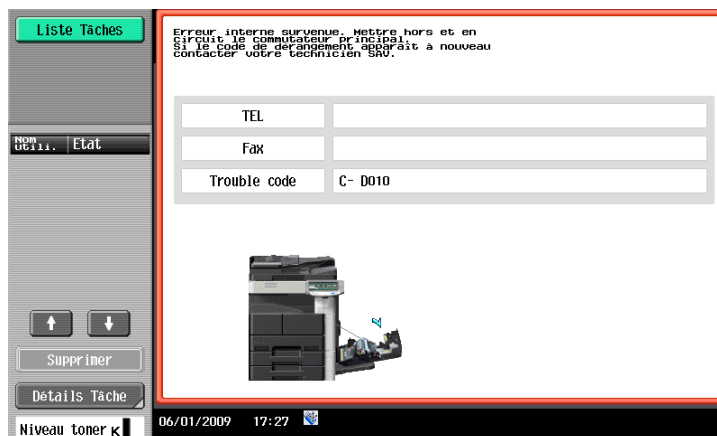 Liste Tâches
Erreur interne survenue. Mettre hors et en
circuit le commutateur principal.
Si le code de dérangement apparaît à nouveau
contacter votre technicien SAV.
TEL
Fax
Trouble code C- D010
Nom utili. Etat
Supprimer
Détails Tâche
Niveau toner K
06/01/2009 17:27